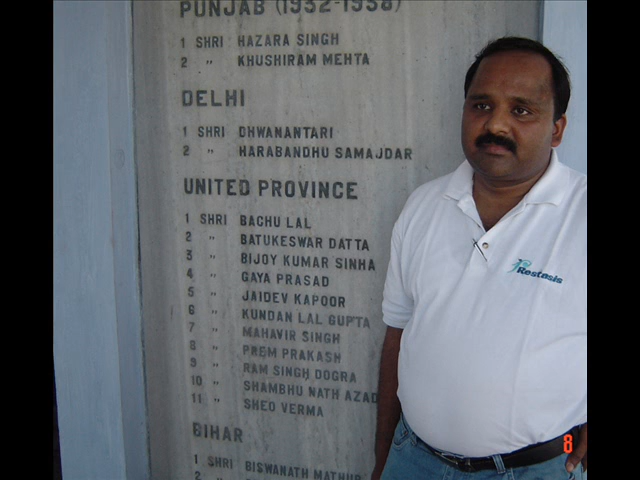 PUNJAB (1932-1938)
1 SHRI HAZARA SINGH
2 " KHUSHIRAM MEHTA
DELHI
1 SHRI DHWANANTARI
2 " HARABANDHU SAMAJDAR
UNITED PROVINCE
1 SHRI BACHU LAL
2 " BATUKESWAR DATTA
3 " BIJOY KUMAR SINHA
4 " GAYA PRASAD
5 " JAIDEV KAPOOR
6 " KUNDAN LAL GUPTA
7 " MAHAVIR SINGH
8 " PREM PRAKASH
9 " RAM SINGH DOGRA
10 " SHAMBHU NATH AZAD
11 " SHEO VERMA
BIHAR
1 SHRI BISWANATH MATHUR
2 "
Restasis
8